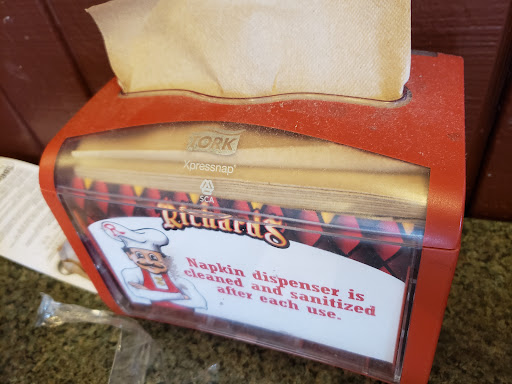 TORK
Xpressnap®
SCA
Richard's
Napkin dispenser is
cleaned and sanitized
after each use.